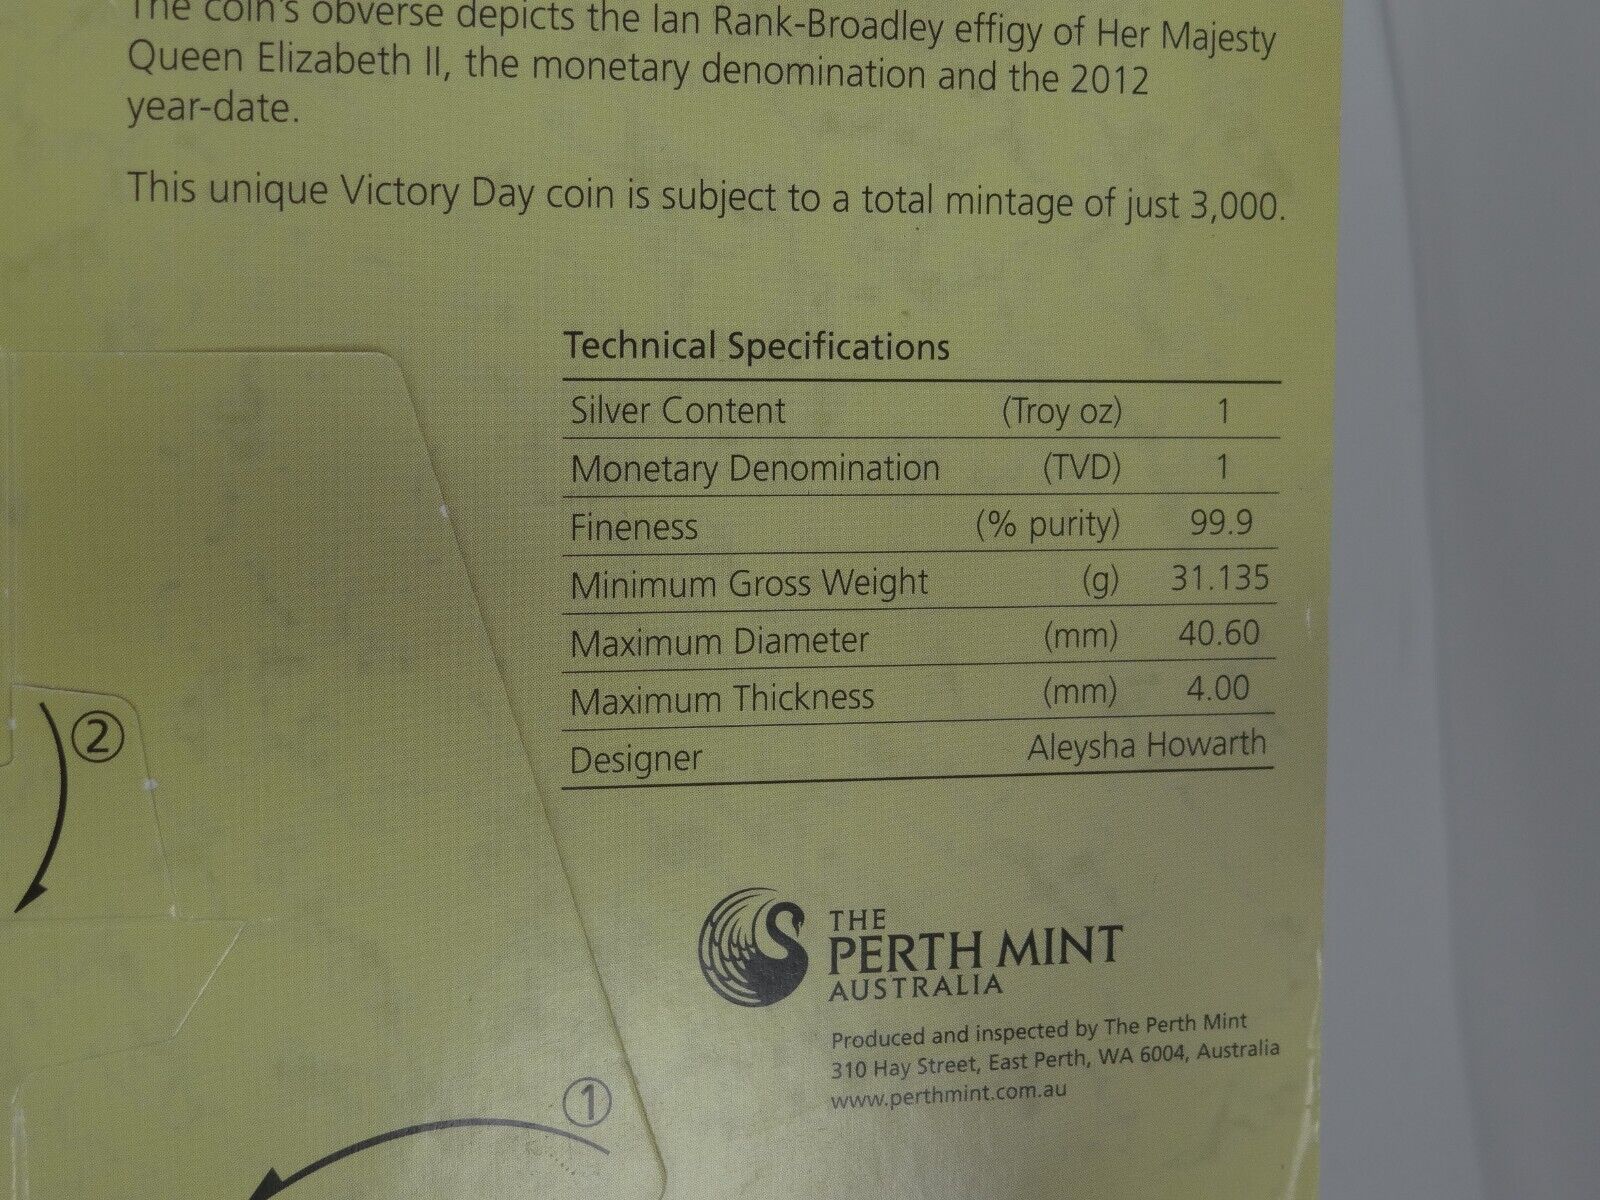 The coin's obverse depicts the Ian Rank-Broadley effigy of Her Majesty
Queen Elizabeth II, the monetary denomination and the 2012
year-date.
This unique Victory Day coin is subject to a total mintage of just 3,000.
Technical Specifications
Silver Content (Troy oz) 1
Monetary Denomination (TVD) 1
Fineness (% purity) 99.9
Minimum Gross Weight (g) 31.135
Maximum Diameter (mm) 40.60
Maximum Thickness (mm) 4.00
Designer Aleysha Howarth
2
THE
PERTH MINT
AUSTRALIA
Produced and inspected by The Perth Mint
310 Hay Street, East Perth, WA 6004, Australia
www.perthmint.com.au
1